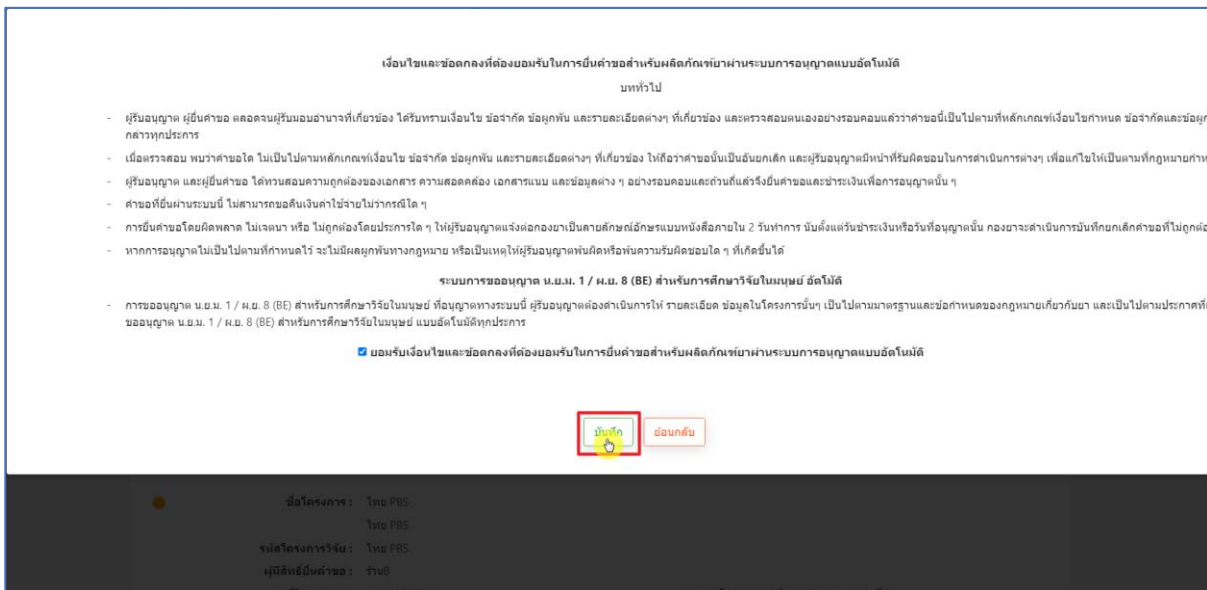 เงื่อนไขและข้อตกลงที่ต้องยอมรับในการยื่นคำขอสำหรับผลิตภัณฑ์ยาผ่านระบบการอนุญาตแบบอัตโนมัติ
บททั่วไป
- ผู้รับอนุญาต ผู้ยื่นคำขอ ตลอดจนผู้รับมอบอำนาจที่เกี่ยวข้อง ได้รับทราบเงื่อนไข ข้อจำกัด ข้อผูกพัน และรายละเอียดต่างๆ ที่เกี่ยวข้อง และตรวจสอบตนเองอย่างรอบคอบแล้วว่าคำขอนี้เป็นไปตามที่หลักเกณฑ์เงื่อนไขกำหนด ข้อจำกัดและข้อผูก
กล่าวทุกประการ
- เมื่อตรวจสอบ พบว่าคำขอใด ไม่เป็นไปตามหลักเกณฑ์เงื่อนไข ข้อจำกัด ข้อผูกพัน และรายละเอียดต่างๆ ที่เกี่ยวข้อง ให้ถือว่าคำขอนั้นเป็นอันยกเลิก และผู้รับอนุญาตมีหน้าที่รับผิดชอบในการดำเนินการต่างๆ เพื่อแก้ไขให้เป็นตามที่กฎหมายกำห
- ผู้รับอนุญาต และผู้ยื่นคำขอ ได้ทวนสอบความถูกต้องของเอกสาร ความสอดคล้อง เอกสารแนบ และข้อมูลต่าง ๆ อย่างรอบคอบและถ้วนถี่แล้วจึงยื่นคำขอและชำระเงินเพื่อการอนุญาตนั้น ๆ
- คำขอที่ยื่นผ่านระบบนี้ ไม่สามารถขอคืนเงินค่าใช้จ่ายไม่ว่ากรณีใด ๆ
- การยื่นคำขอโดยผิดพลาด ไม่เจตนา หรือ ไม่ถูกต้องโดยประการใด ๆ ให้ผู้รับอนุญาตแจ้งต่อกองยาเป็นลายลักษณ์อักษรแบบหนังสือภายใน 2 วันทำการ นับตั้งแต่วันชำระเงินหรือวันที่อนุญาตนั้น กองยาจะดำเนินการบันทึกยกเลิกคำขอที่ไม่ถูกต้อ
- หากการอนุญาตไม่เป็นไปตามที่กำหนดไว้ จะไม่มีผลผูกพันทางกฎหมาย หรือเป็นเหตุให้ผู้รับอนุญาตพ้นผิดหรือพ้นความรับผิดชอบใด ๆ ที่เกิดขึ้นได้
ระบบการขออนุญาต น.ย.ม. 1 / ผ.ย. 8 (BE) สำหรับการศึกษาวิจัยในมนุษย์ อัตโมัติ
- การขออนุญาต น.ย.ม. 1 / ผ.ย. 8 (BE) สำหรับการศึกษาวิจัยในมนุษย์ ที่อนุญาตทางระบบนี้ ผู้รับอนุญาตต้องดำเนินการให้ รายละเอียด ข้อมูลในโครงการนั้นๆ เป็นไปตามมาตรฐานและข้อกำหนดของกฎหมายเกี่ยวกับยา และเป็นไปตามประกาศที่
ขออนุญาต น.ย.ม. 1 / ผ.ย. 8 (BE) สำหรับการศึกษาวิจัยในมนุษย์ แบบอัตโนมัติทุกประการ
ยอมรับเงื่อนไขและข้อตกลงที่ต้องยอมรับในการยื่นคำขอสำหรับผลิตภัณฑ์ยาผ่านระบบการอนุญาตแบบอัตโนมัติ
บันทึก ย้อนกลับ
ชื่อโครงการ : ไทย PBS
ไทย PBS
รหัสโครงการวิจัย : ไทย PBS
ผู้มีสิทธิ์ยื่นคำขอ : ร้านB